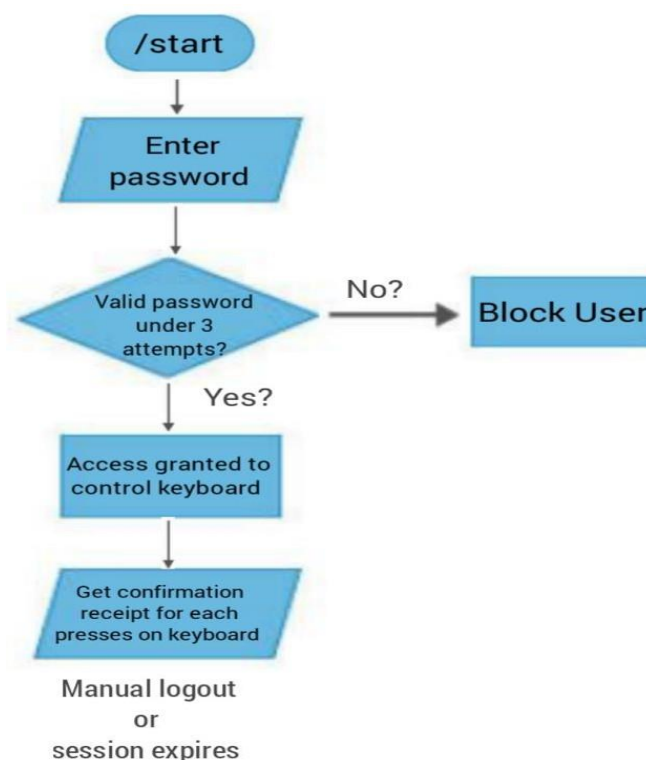 /start
Enter
password
Valid password
under 3
attempts?
No?
Block User
Yes?
Access granted to
control keyboard
Get confirmation
receipt for each
presses on keyboard
Manual logout
or
session expires